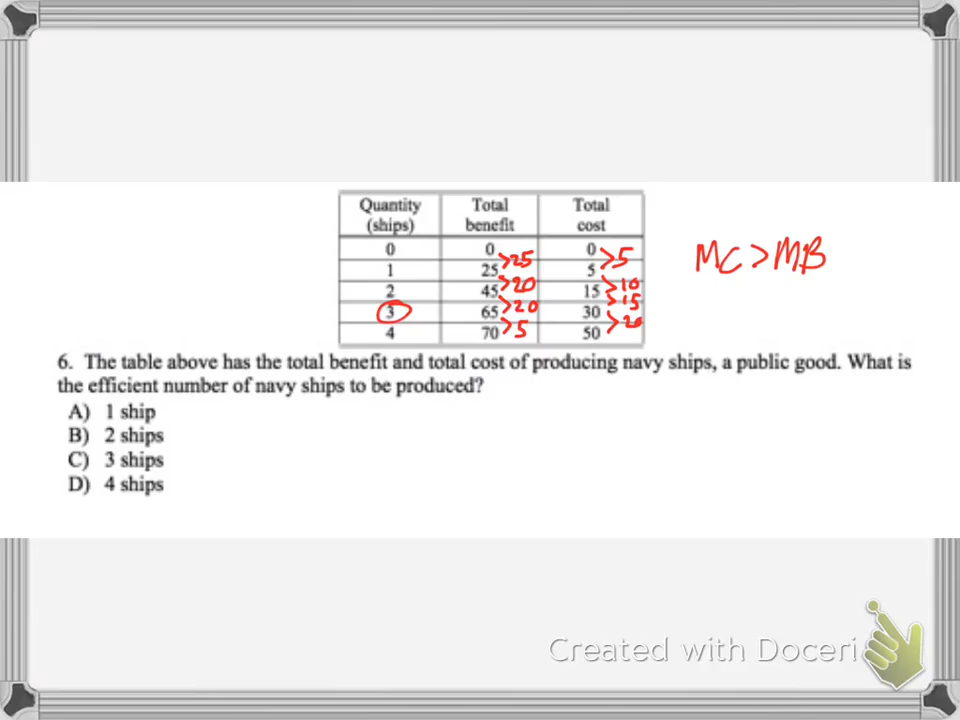 Quantity (ships) Total benefit Total cost
0 0 0
>25 >5
1 25 5
>20 >10
2 45 15
>20 >15
3 65 30
>5 >20
4 70 50
MC>MB
6. The table above has the total benefit and total cost of producing navy ships, a public good. What is
the efficient number of navy ships to be produced?
A) 1 ship
B) 2 ships
C) 3 ships
D) 4 ships
Created with Doceri